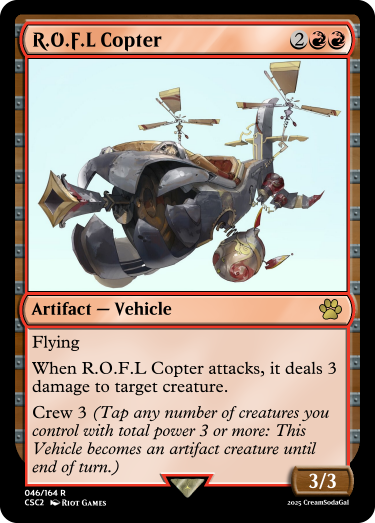 R.O.F.L Copter 2
Artifact — Vehicle
Flying
When R.O.F.L Copter attacks, it deals 3
damage to target creature.
Crew 3 (Tap any number of creatures you
control with total power 3 or more: This
Vehicle becomes an artifact creature until
end of turn.)
3/3
046/164 R
CSC2 Riot Games
2025 CreamSodaGal